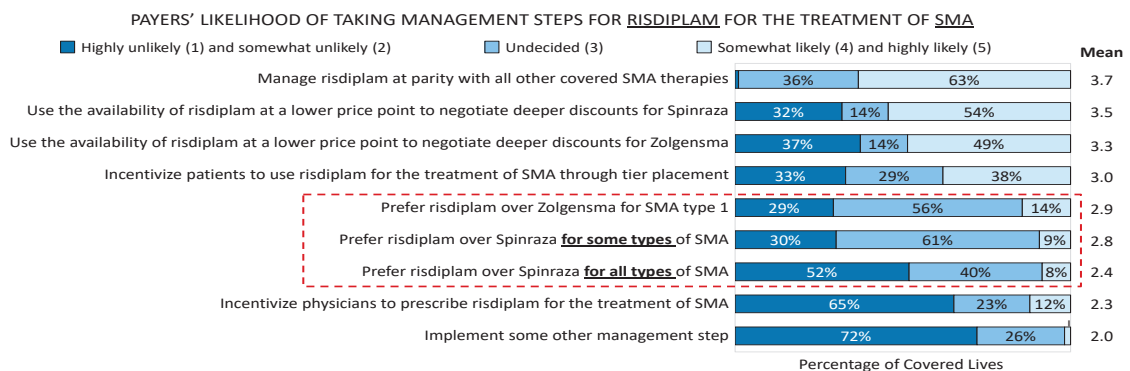 PAYERS' LIKELIHOOD OF TAKING MANAGEMENT STEPS FOR RISDIPLAM FOR THE TREATMENT OF SMA
Highly unlikely (1) and somewhat unlikely (2) Undecided (3) Somewhat likely (4) and highly likely (5) Mean
Manage risdiplam at parity with all other covered SMA therapies 36% 63% 3.7
Use the availability of risdiplam at a lower price point to negotiate deeper discounts for Spinraza 32% 14% 54% 3.5
Use the availability of risdiplam at a lower price point to negotiate deeper discounts for Zolgensma 37% 14% 49% 3.3
Incentivize patients to use risdiplam for the treatment of SMA through tier placement 33% 29% 38% 3.0
Prefer risdiplam over Zolgensma for SMA type 1 29% 56% 14% 2.9
Prefer risdiplam over Spinraza for some types of SMA 30% 61% 9% 2.8
Prefer risdiplam over Spinraza for all types of SMA 52% 40% 8% 2.4
Incentivize physicians to prescribe risdiplam for the treatment of SMA 65% 23% 12% 2.3
Implement some other management step 72% 26% 2.0
Percentage of Covered Lives